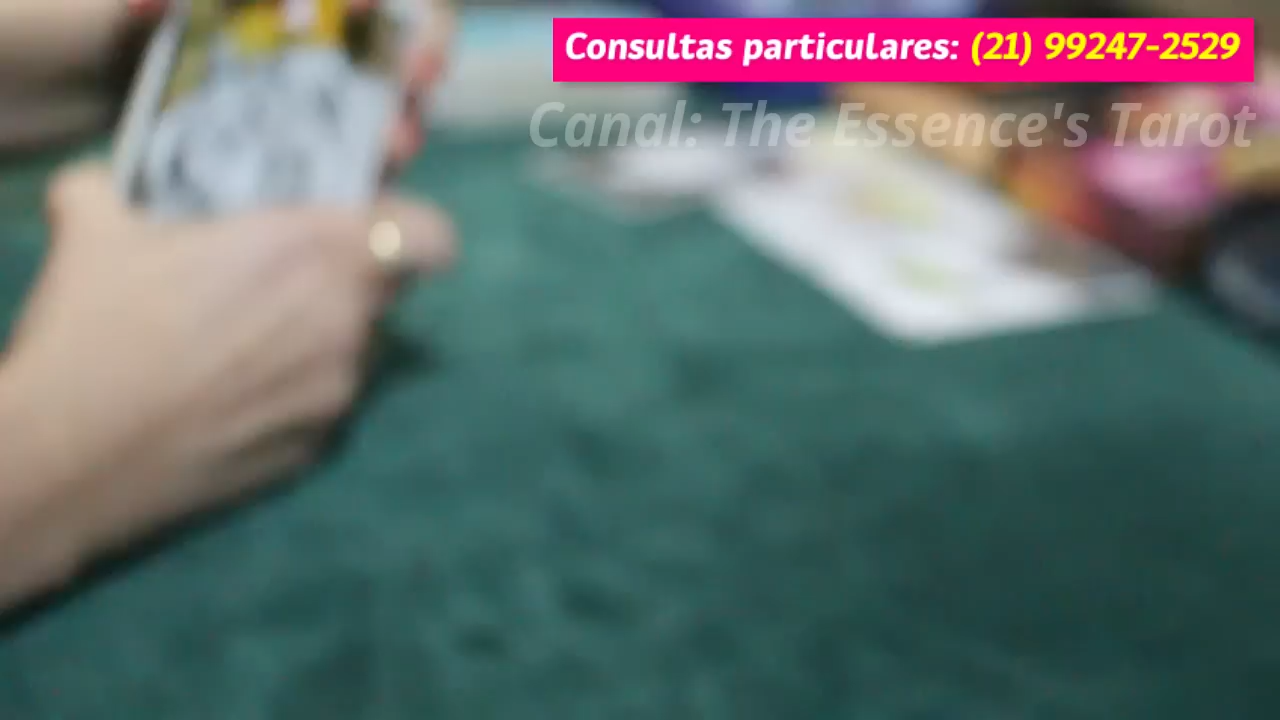 Consultas particulares: (21) 99247-2529
Canal: The Essence's Tarot